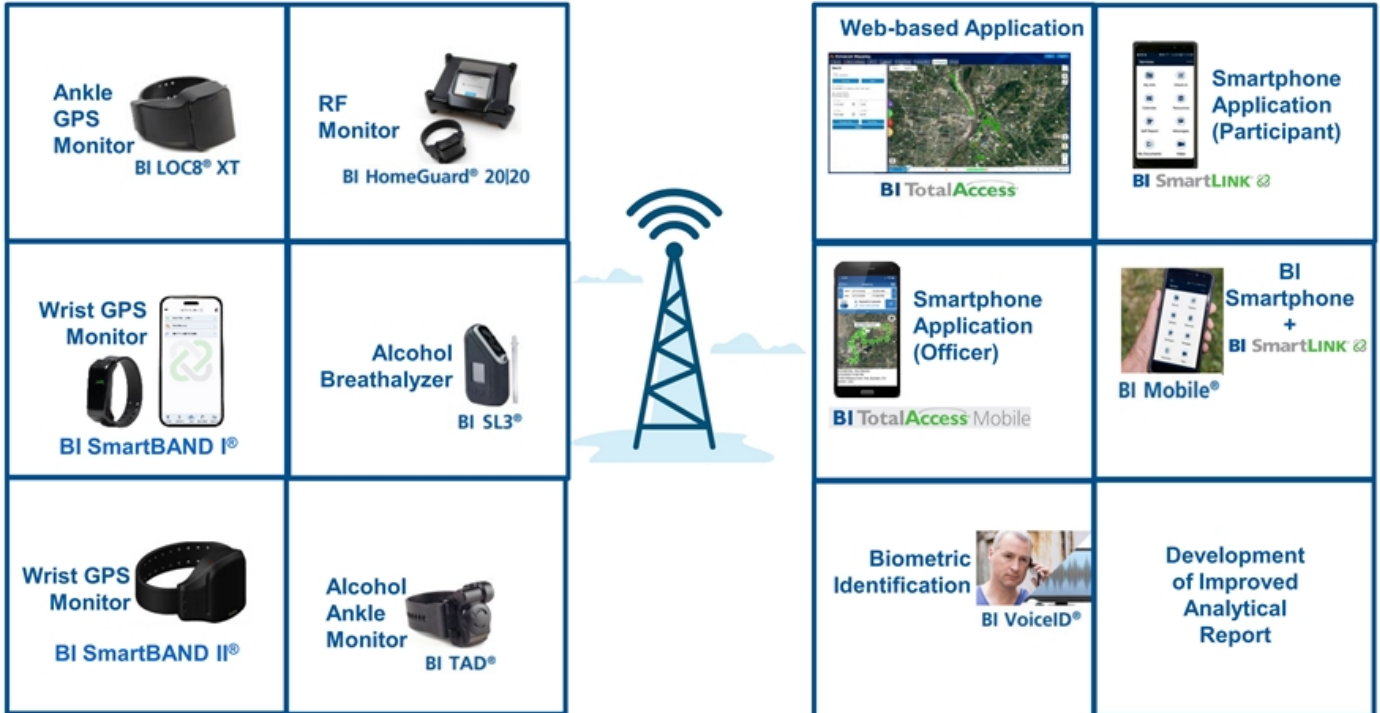 Ankle
GPS
Monitor
BI LOC8® XT
RF
Monitor
BI HomeGuard® 20|20
Wrist GPS
Monitor
BI SmartBAND I®
Alcohol
Breathalyzer
BI SL3®
Wrist GPS
Monitor
BI SmartBAND II®
Alcohol
Ankle
Monitor
BI TAD®
Web-based Application
BI TotalAccess
Smartphone
Application
(Participant)
BI SmartLINK
Smartphone
Application
(Officer)
BI TotalAccess Mobile
BI
Smartphone
+
BI SmartLINK
BI Mobile®
Biometric
Identification
BI VoiceID®
Development
of Improved
Analytical
Report